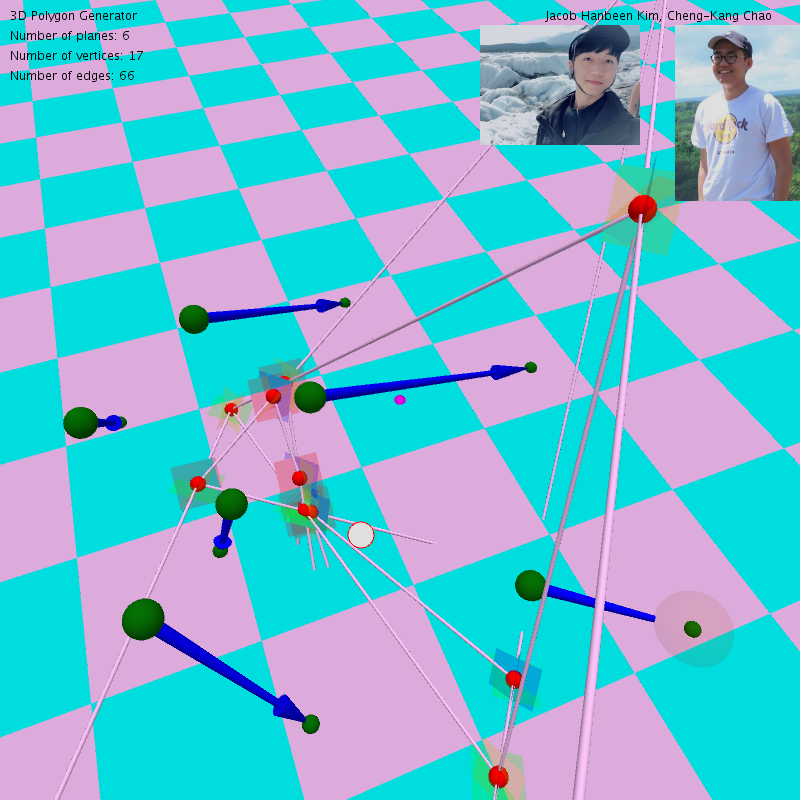 3D Polygon Generator
Jacob Hanbeen Kim, Cheng-Kang Chao
Number of planes: 6
Number of vertices: 17
Number of edges: 66